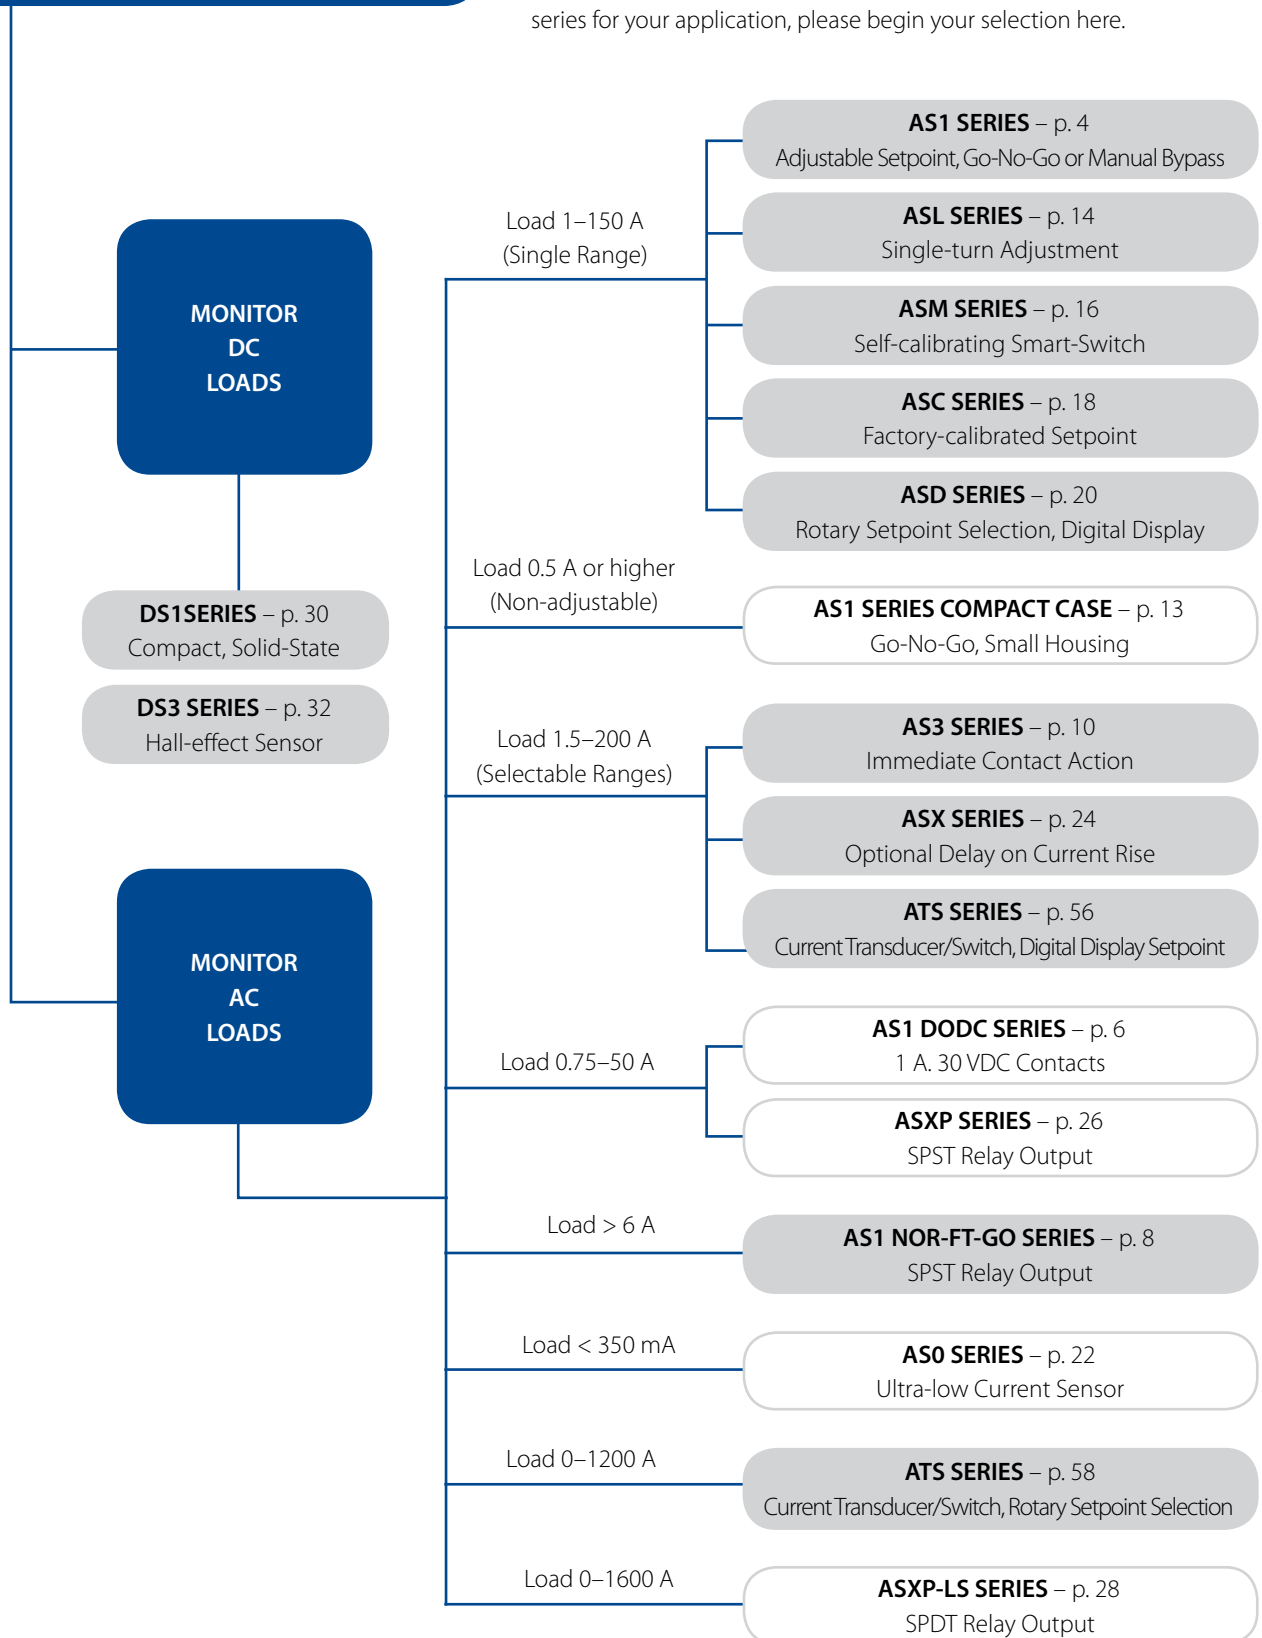 series for your application, please begin your selection here.
MONITOR
DC
LOADS
DS1SERIES – p. 30
Compact, Solid-State
DS3 SERIES – p. 32
Hall-effect Sensor
MONITOR
AC
LOADS
Load 1–150 A
(Single Range)
AS1 SERIES – p. 4
Adjustable Setpoint, Go-No-Go or Manual Bypass
ASL SERIES – p. 14
Single-turn Adjustment
ASM SERIES – p. 16
Self-calibrating Smart-Switch
ASC SERIES – p. 18
Factory-calibrated Setpoint
ASD SERIES – p. 20
Rotary Setpoint Selection, Digital Display
Load 0.5 A or higher
(Non-adjustable)
AS1 SERIES COMPACT CASE – p. 13
Go-No-Go, Small Housing
Load 1.5–200 A
(Selectable Ranges)
AS3 SERIES – p. 10
Immediate Contact Action
ASX SERIES – p. 24
Optional Delay on Current Rise
ATS SERIES – p. 56
Current Transducer/Switch, Digital Display Setpoint
Load 0.75–50 A
AS1 DODC SERIES – p. 6
1 A. 30 VDC Contacts
ASXP SERIES – p. 26
SPST Relay Output
Load > 6 A
AS1 NOR-FT-GO SERIES – p. 8
SPST Relay Output
Load < 350 mA
AS0 SERIES – p. 22
Ultra-low Current Sensor
Load 0–1200 A
ATS SERIES – p. 58
Current Transducer/Switch, Rotary Setpoint Selection
Load 0–1600 A
ASXP-LS SERIES – p. 28
SPDT Relay Output